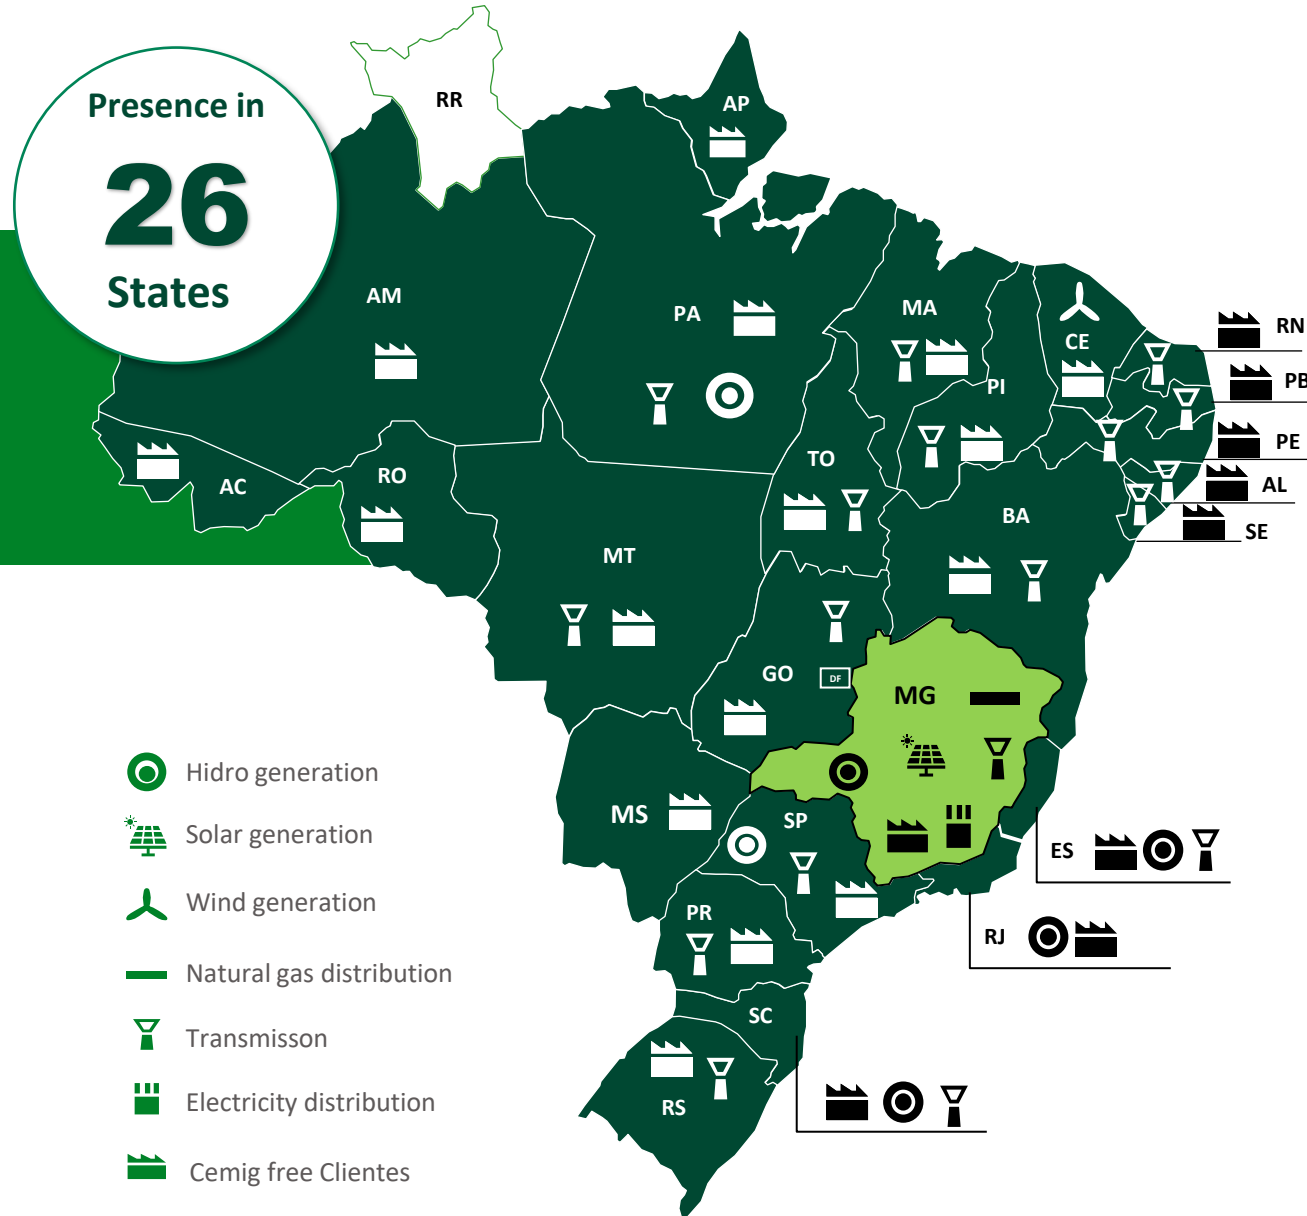 Presence in
26
States
RR
AP
AM
PA
MA
CE
RN
PB
PI
PE
AC
RO
TO
AL
BA
SE
MT
GO
DF
MG
MS
SP
ES
PR
RJ
SC
RS
Hidro generation
Solar generation
Wind generation
Natural gas distribution
Transmisson
Electricity distribution
Cemig free Clientes